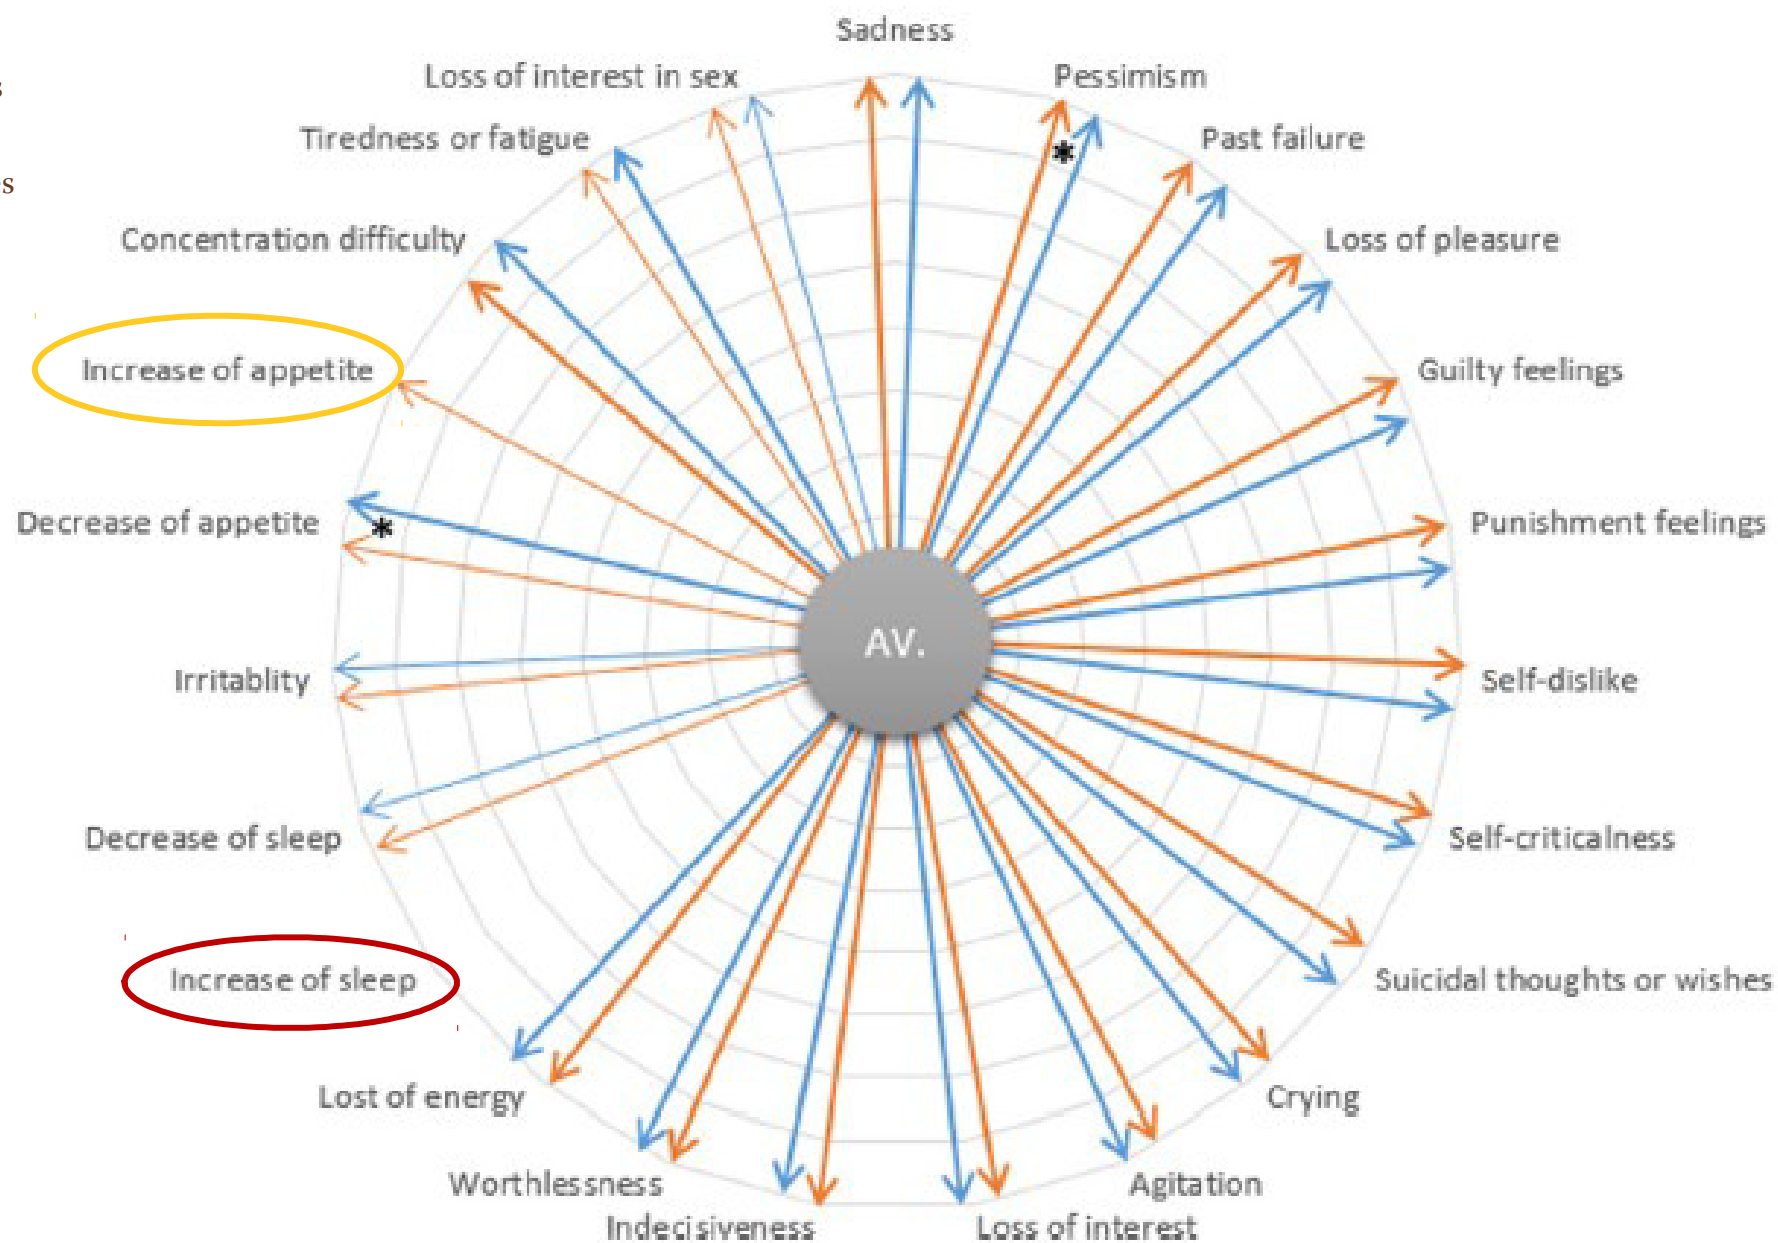 Sadness
Loss of interest in sex
Pessimism
s
Tiredness or fatigue
*
Past failure
es
Concentration difficulty
Loss of pleasure
Increase of appetite
Guilty feelings
Decrease of appetite
*
Punishment feelings
AV.
Irritablity
Self-dislike
Decrease of sleep
Self-criticalness
Increase of sleep
Suicidal thoughts or wishes
Lost of energy
Crying
Worthlessness
Agitation
Indecisiveness
Loss of interest